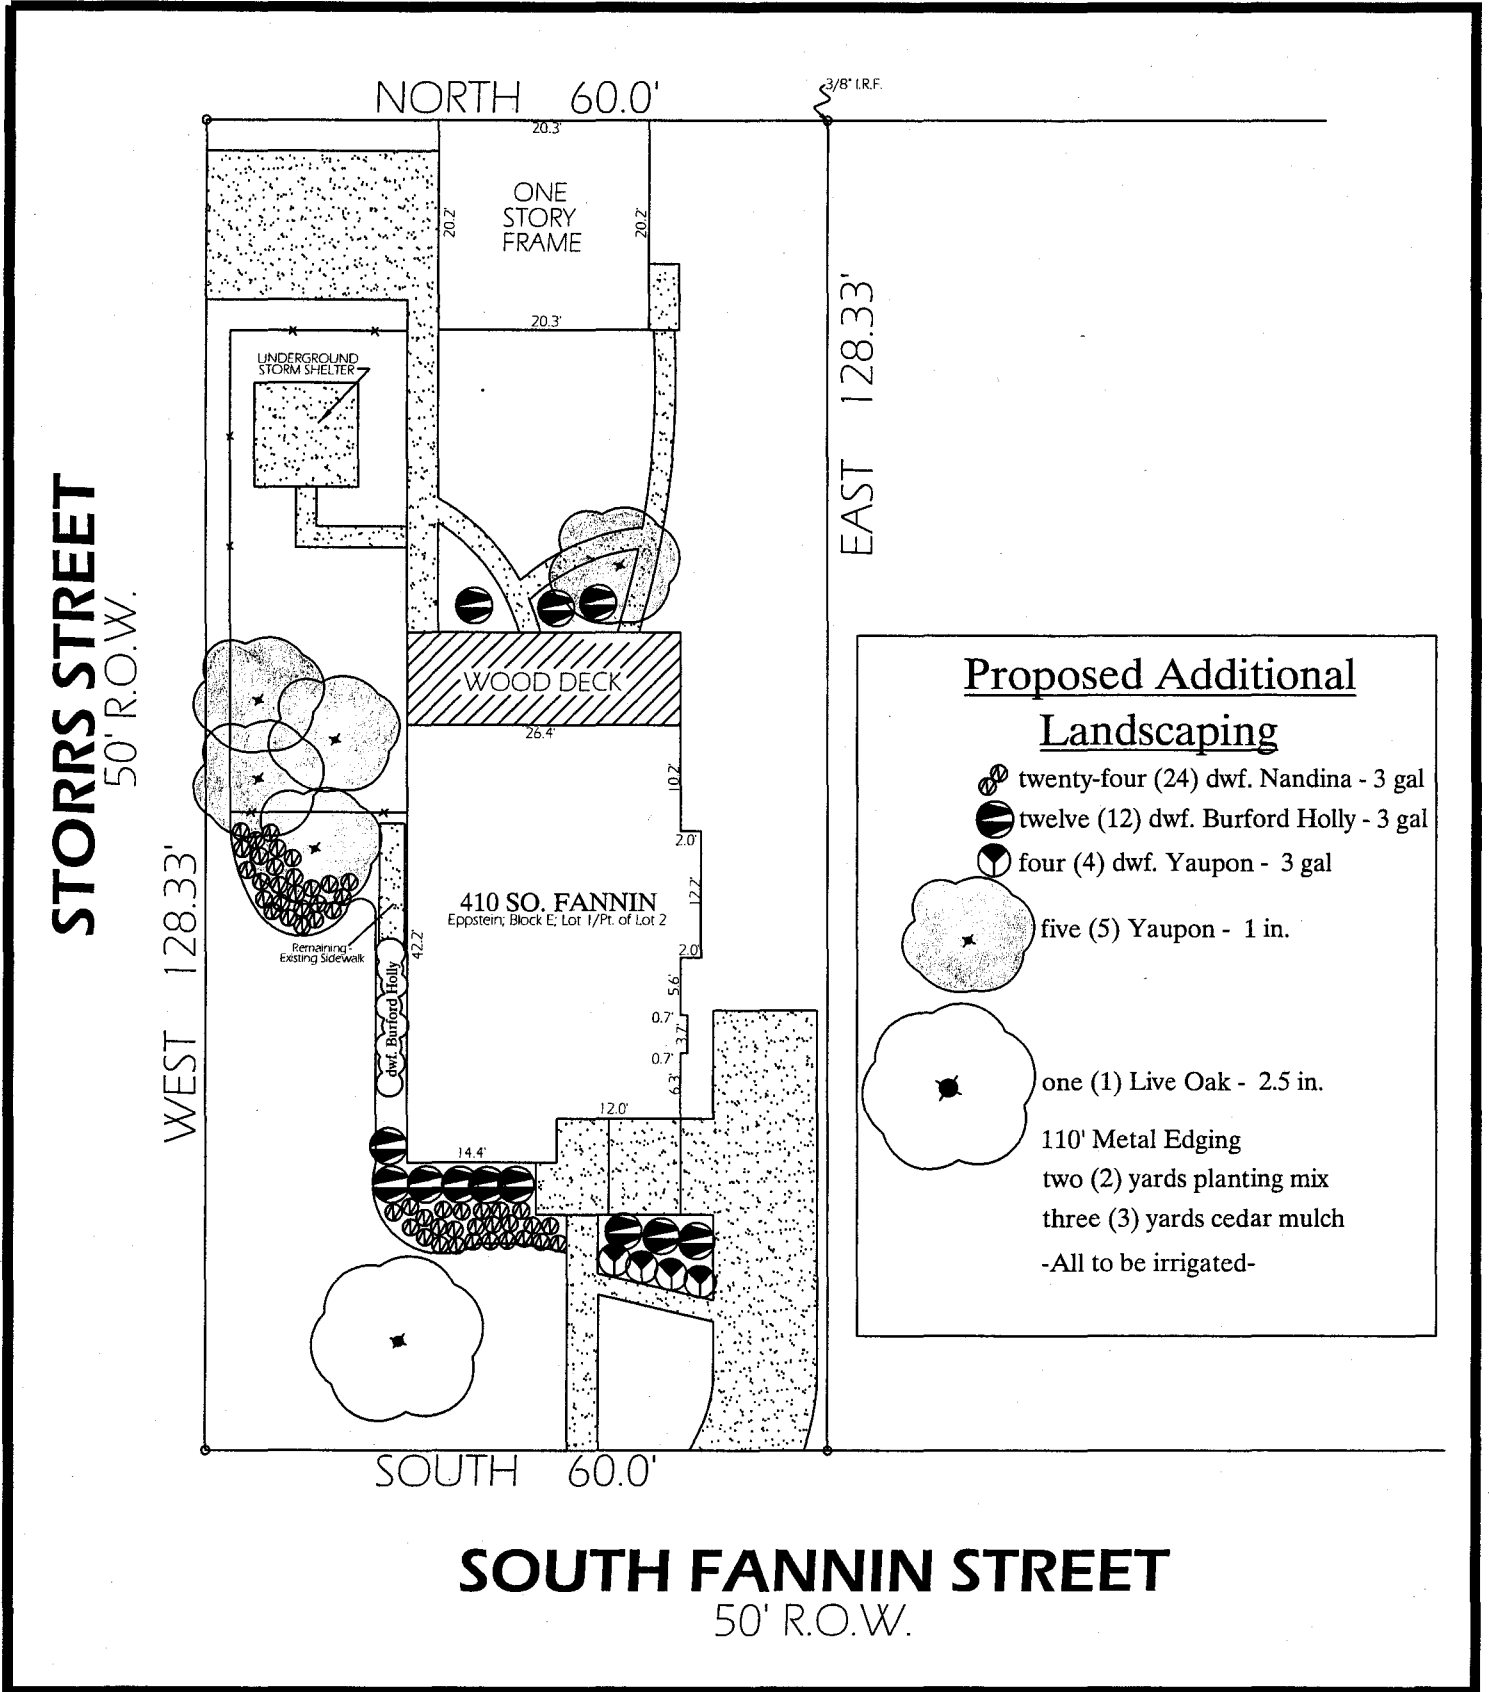 NORTH 60.0'
3/8" I.R.F.
20.3'
ONE
STORY
FRAME
20.2'
20.2'
20.3'
UNDERGROUND
STORM SHELTER
EAST 128.33'
STORRS STREET
50' R.O.W.
WEST 128.33'
WOOD DECK
26.4'
10.2'
2.0'
12.2'
2.0'
5.6'
0.7'
3.7'
0.7'
6.3'
410 SO. FANNIN
Eppstein; Block E; Lot 1/Pt. of Lot 2
42.2'
Remaining
Existing Sidewalk
dwf. Burford Holly
12.0'
14.4'
Proposed Additional
Landscaping
twenty-four (24) dwf. Nandina - 3 gal
twelve (12) dwf. Burford Holly - 3 gal
four (4) dwf. Yaupon - 3 gal
five (5) Yaupon - 1 in.
one (1) Live Oak - 2.5 in.
110' Metal Edging
two (2) yards planting mix
three (3) yards cedar mulch
-All to be irrigated-
SOUTH 60.0'
SOUTH FANNIN STREET
50' R.O.W.